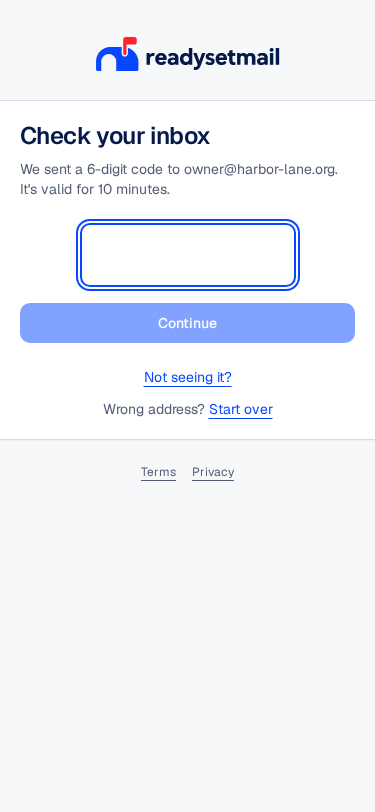 readysetmail
Check your inbox
We sent a 6-digit code to owner@harbor-lane.org.
It's valid for 10 minutes.
Continue
Not seeing it?
Wrong address? Start over
Terms Privacy